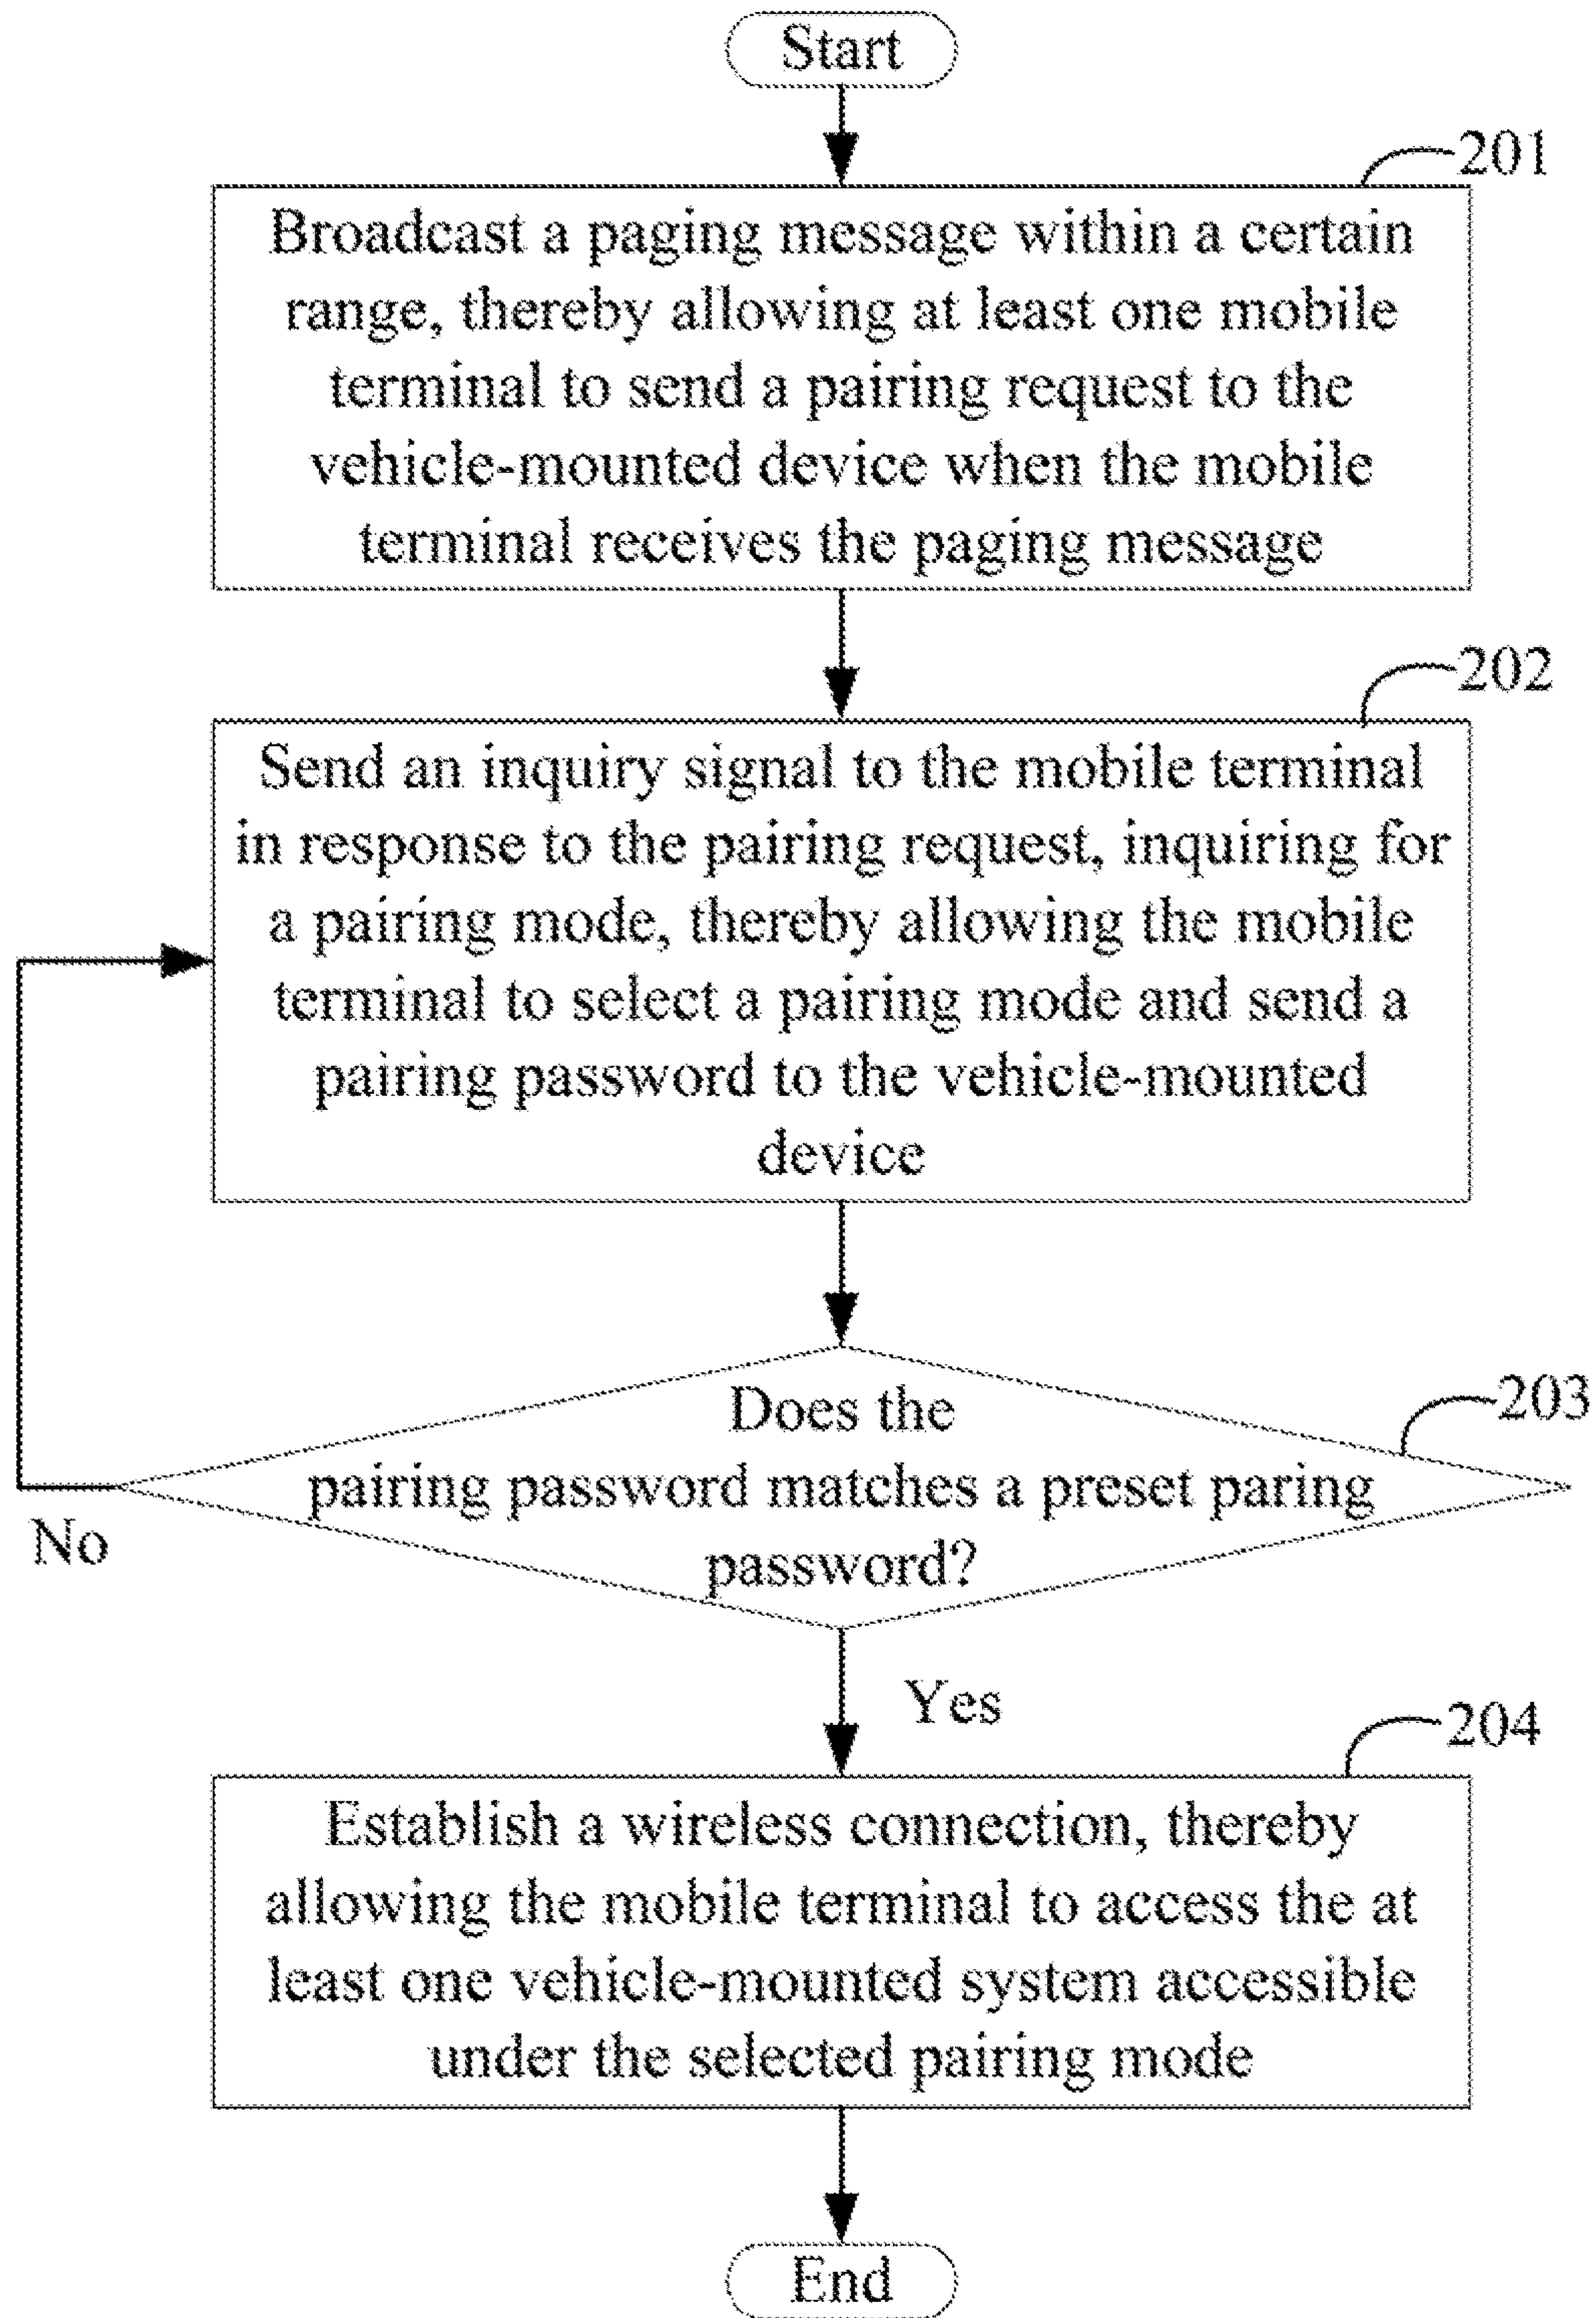 Start
201
Broadcast a paging message within a certain
range, thereby allowing at least one mobile
terminal to send a pairing request to the
vehicle-mounted device when the mobile
terminal receives the paging message
202
Send an inquiry signal to the mobile terminal
in response to the pairing request, inquiring for
a pairing mode, thereby allowing the mobile
terminal to select a pairing mode and send a
pairing password to the vehicle-mounted
device
203
Does the
pairing password matches a preset paring
password?
No
Yes
204
Establish a wireless connection, thereby
allowing the mobile terminal to access the at
least one vehicle-mounted system accessible
under the selected pairing mode
End